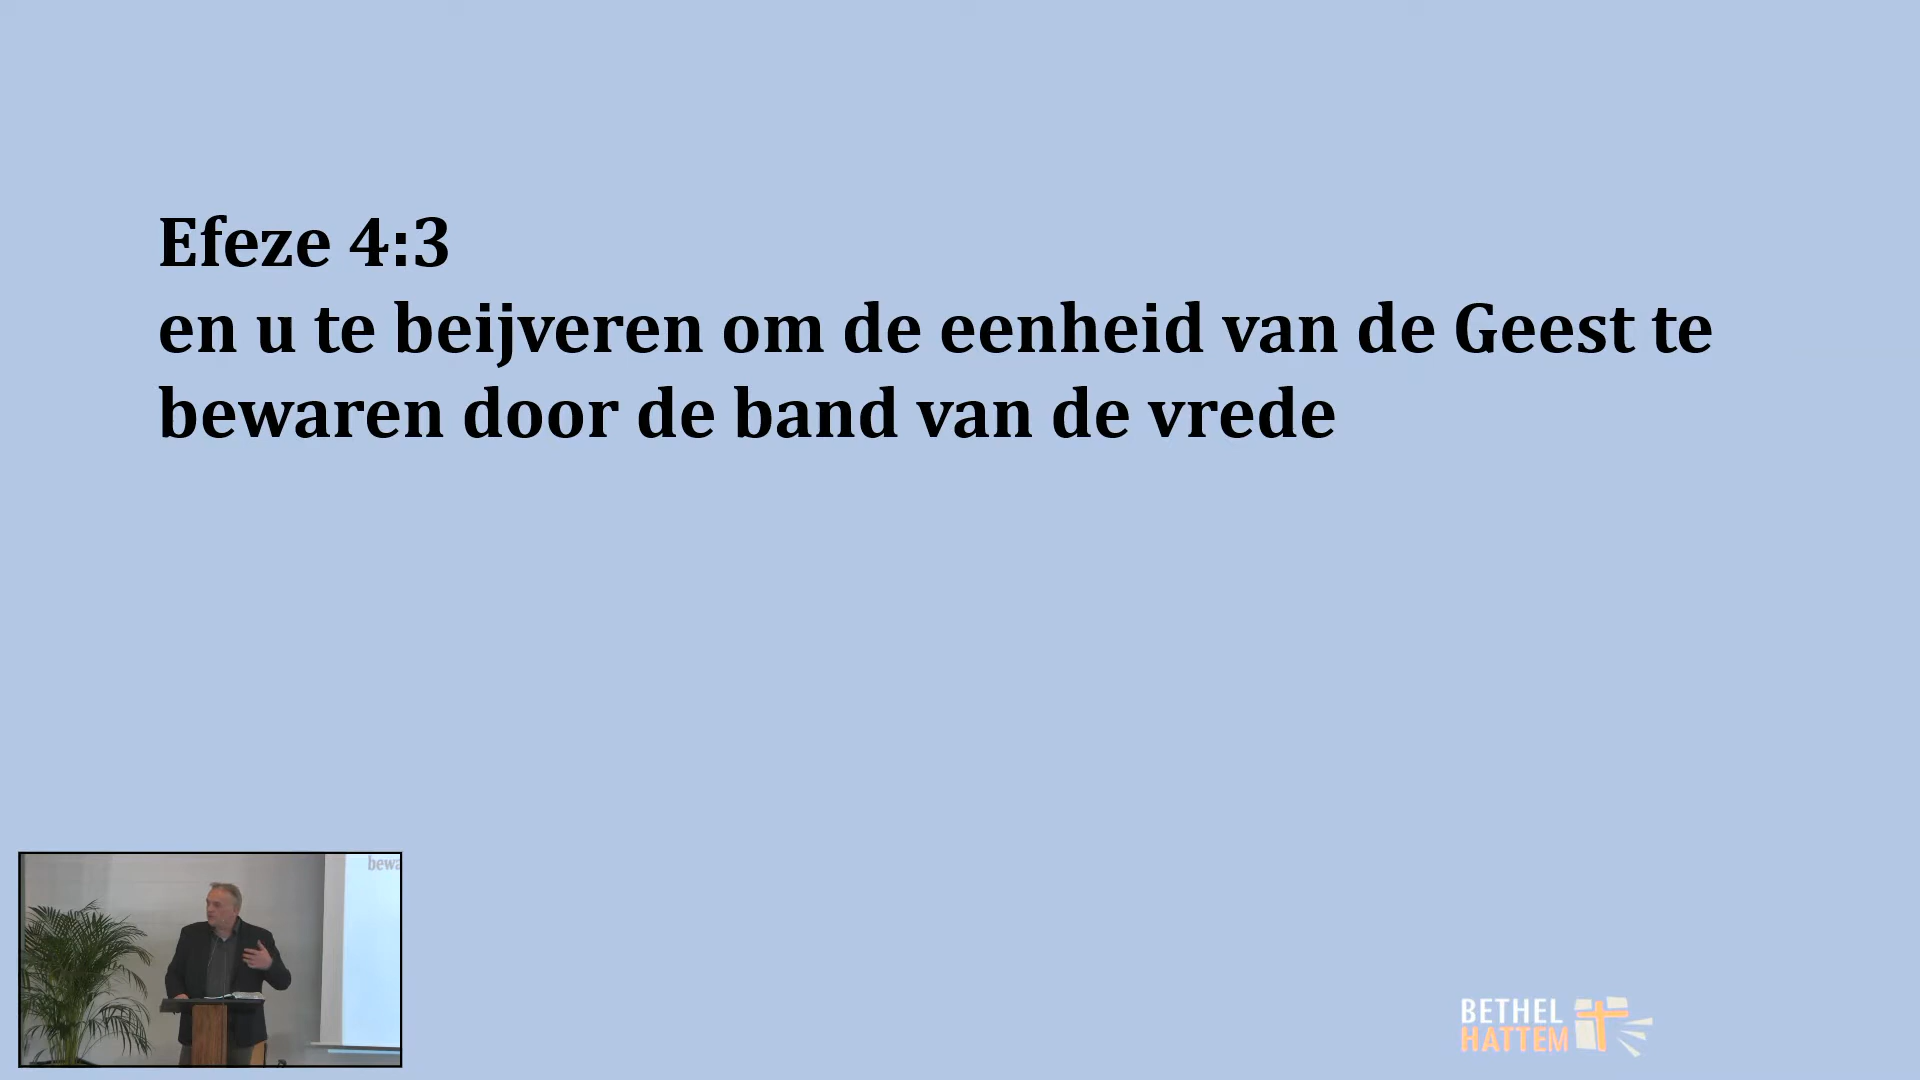 Efeze 4:3
en u te beijveren om de eenheid van de Geest te
bewaren door de band van de vrede
bewa
BETHEL
HATTEM